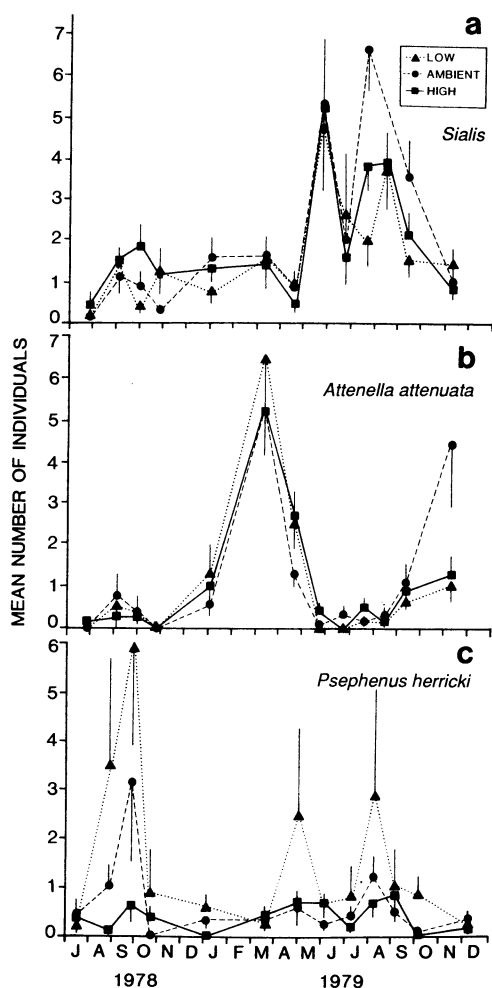 a
LOW
AMBIENT
HIGH
Sialis
7
6
5
4
3
2
1
0
b
Attenella attenuata
7
6
5
4
3
2
1
0
MEAN NUMBER OF INDIVIDUALS
c
Psephenus herricki
6
5
4
3
2
1
0
J A S O N D J F M A M J J A S O N D
1978 1979